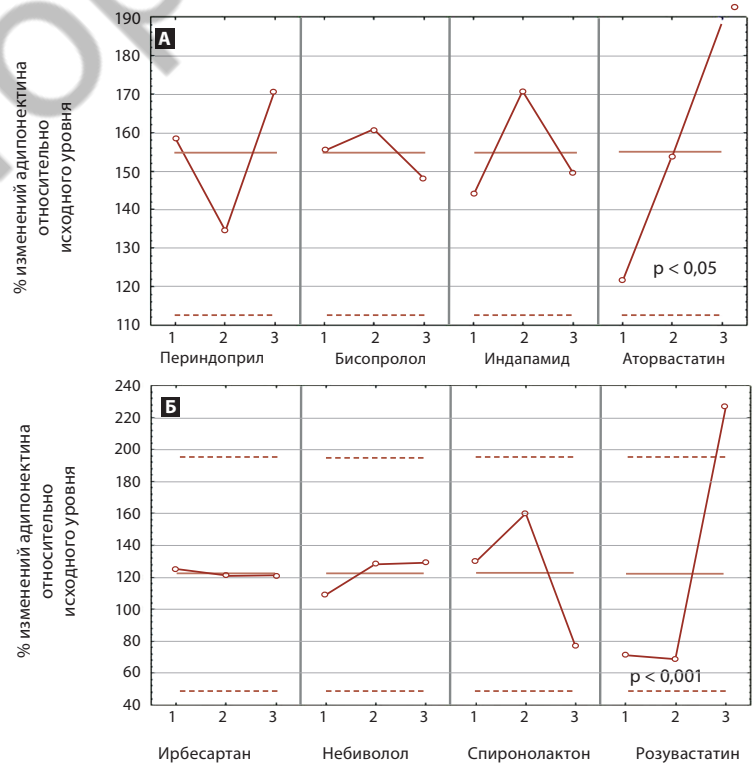 А
190
180
170
160
150
140
130
120
110
% изменений адипонектина
относительно
исходного уровня
p < 0,05
1 2 3 1 2 3 1 2 3 1 2 3
Периндоприл Бисопролол Индапамид Аторвастатин
Б
240
220
200
180
160
140
120
100
80
60
40
% изменений адипонектина
относительно
исходного уровня
p < 0,001
1 2 3 1 2 3 1 2 3 1 2 3
Ирбесартан Небиволол Спиронолактон Розувастатин